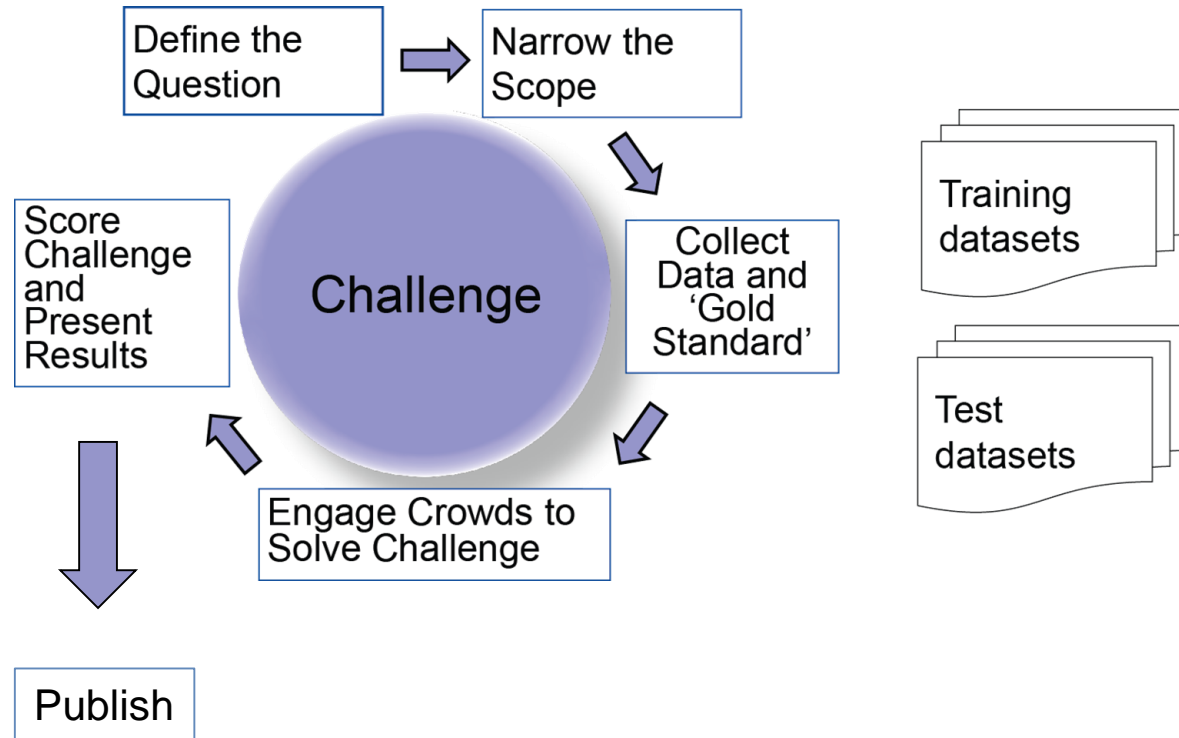 Define the
Question
Narrow the
Scope
Collect
Data and
‘Gold
Standard’
Engage Crowds to
Solve Challenge
Score
Challenge
and
Present
Results
Challenge
Publish
Training
datasets
Test
datasets